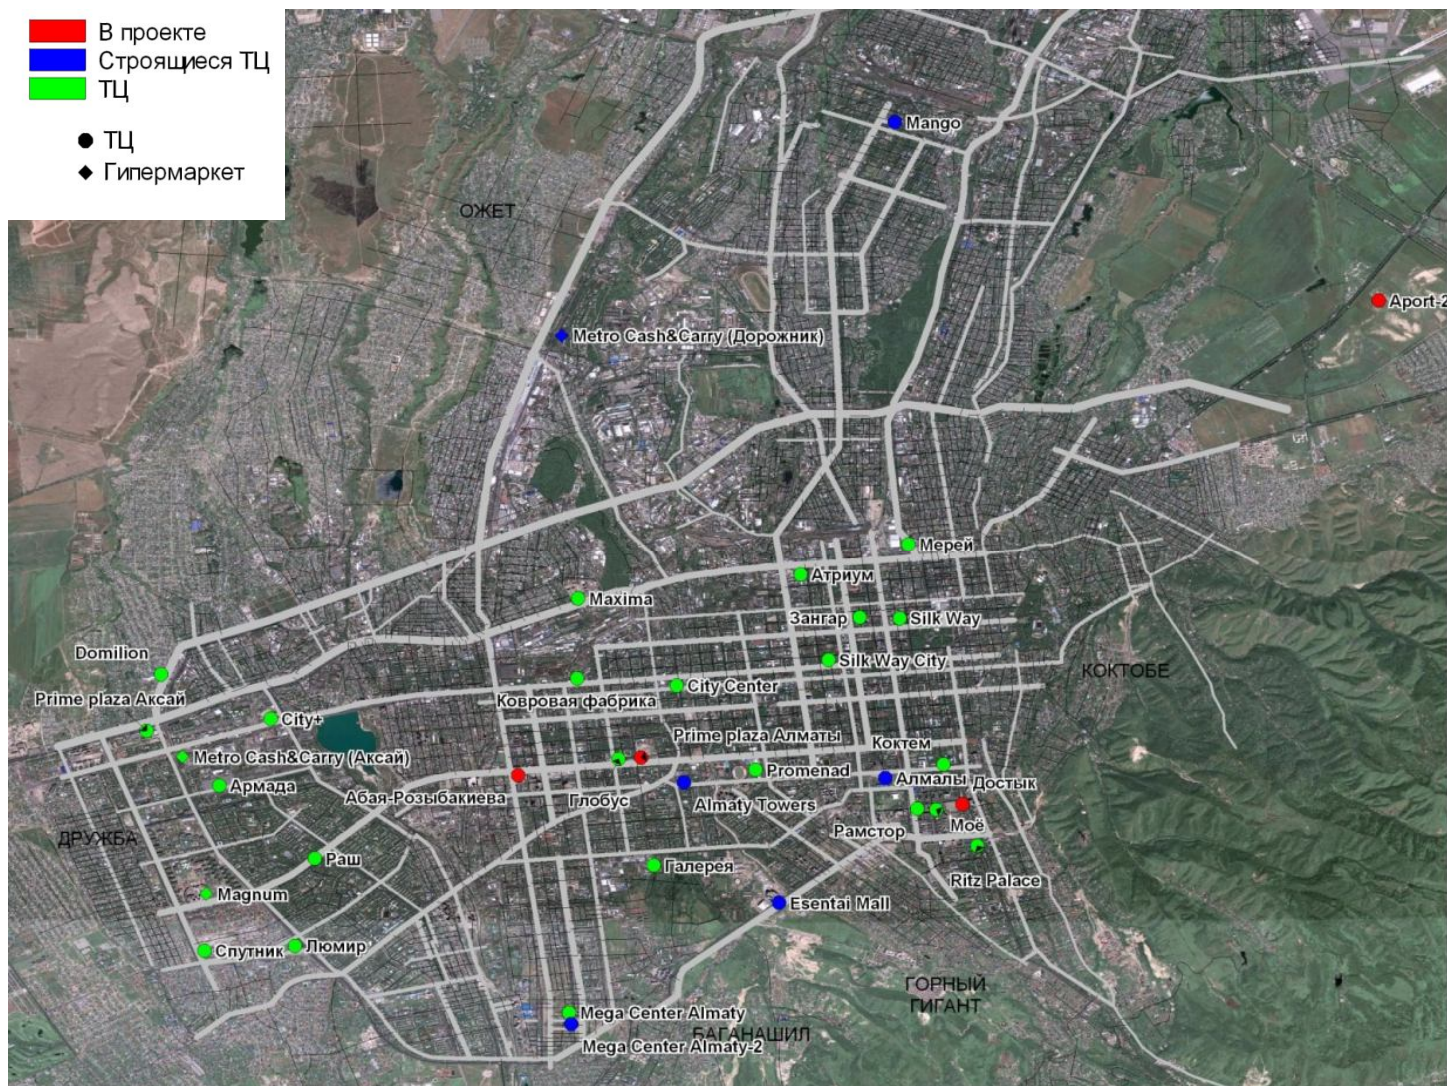 В проекте
Строящиеся ТЦ
ТЦ
ТЦ
Гипермаркет
Mango
ОЖЕТ
Aport-2
Metro Cash&Carry (Дорожник)
Мерей
Атриум
Maxima
Зангар
Silk Way
Domilion
Silk Way City
КОКТОБЕ
Prime plaza Аксай
City Center
Ковровая фабрика
City+
Prime plaza Алматы
Коктем
Metro Cash&Carry (Аксай)
Promenad
Алмалы
Достык
Армада
Абая-Розыбакиева
Глобус
Almaty Towers
Рамстор
Моё
ДРУЖБА
Раш
Галерея
Ritz Palace
Magnum
Esentai Mall
Спутник
Люмир
ГОРНЫЙ
ГИГАНТ
Mega Center Almaty
БАГАНАШИЛ
Mega Center Almaty-2